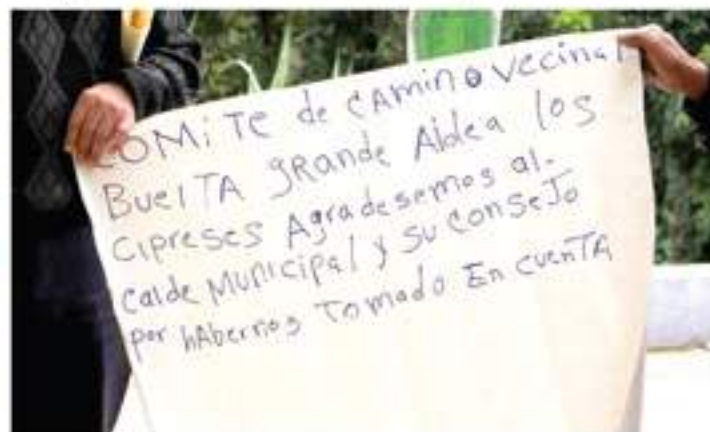 COMiTe de cAminO vecinal
BuelTA gRande Aldea los
Cipreses Agradesemos al-
calde Municipal y su conseJo
por hAbernos Tomado En cuenTA